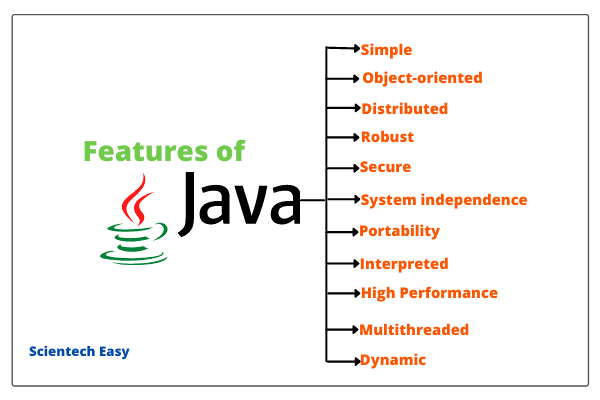 Features of
Java
Simple
Object-oriented
Distributed
Robust
Secure
System independence
Portability
Interpreted
High Performance
Multithreaded
Dynamic
Scientech Easy